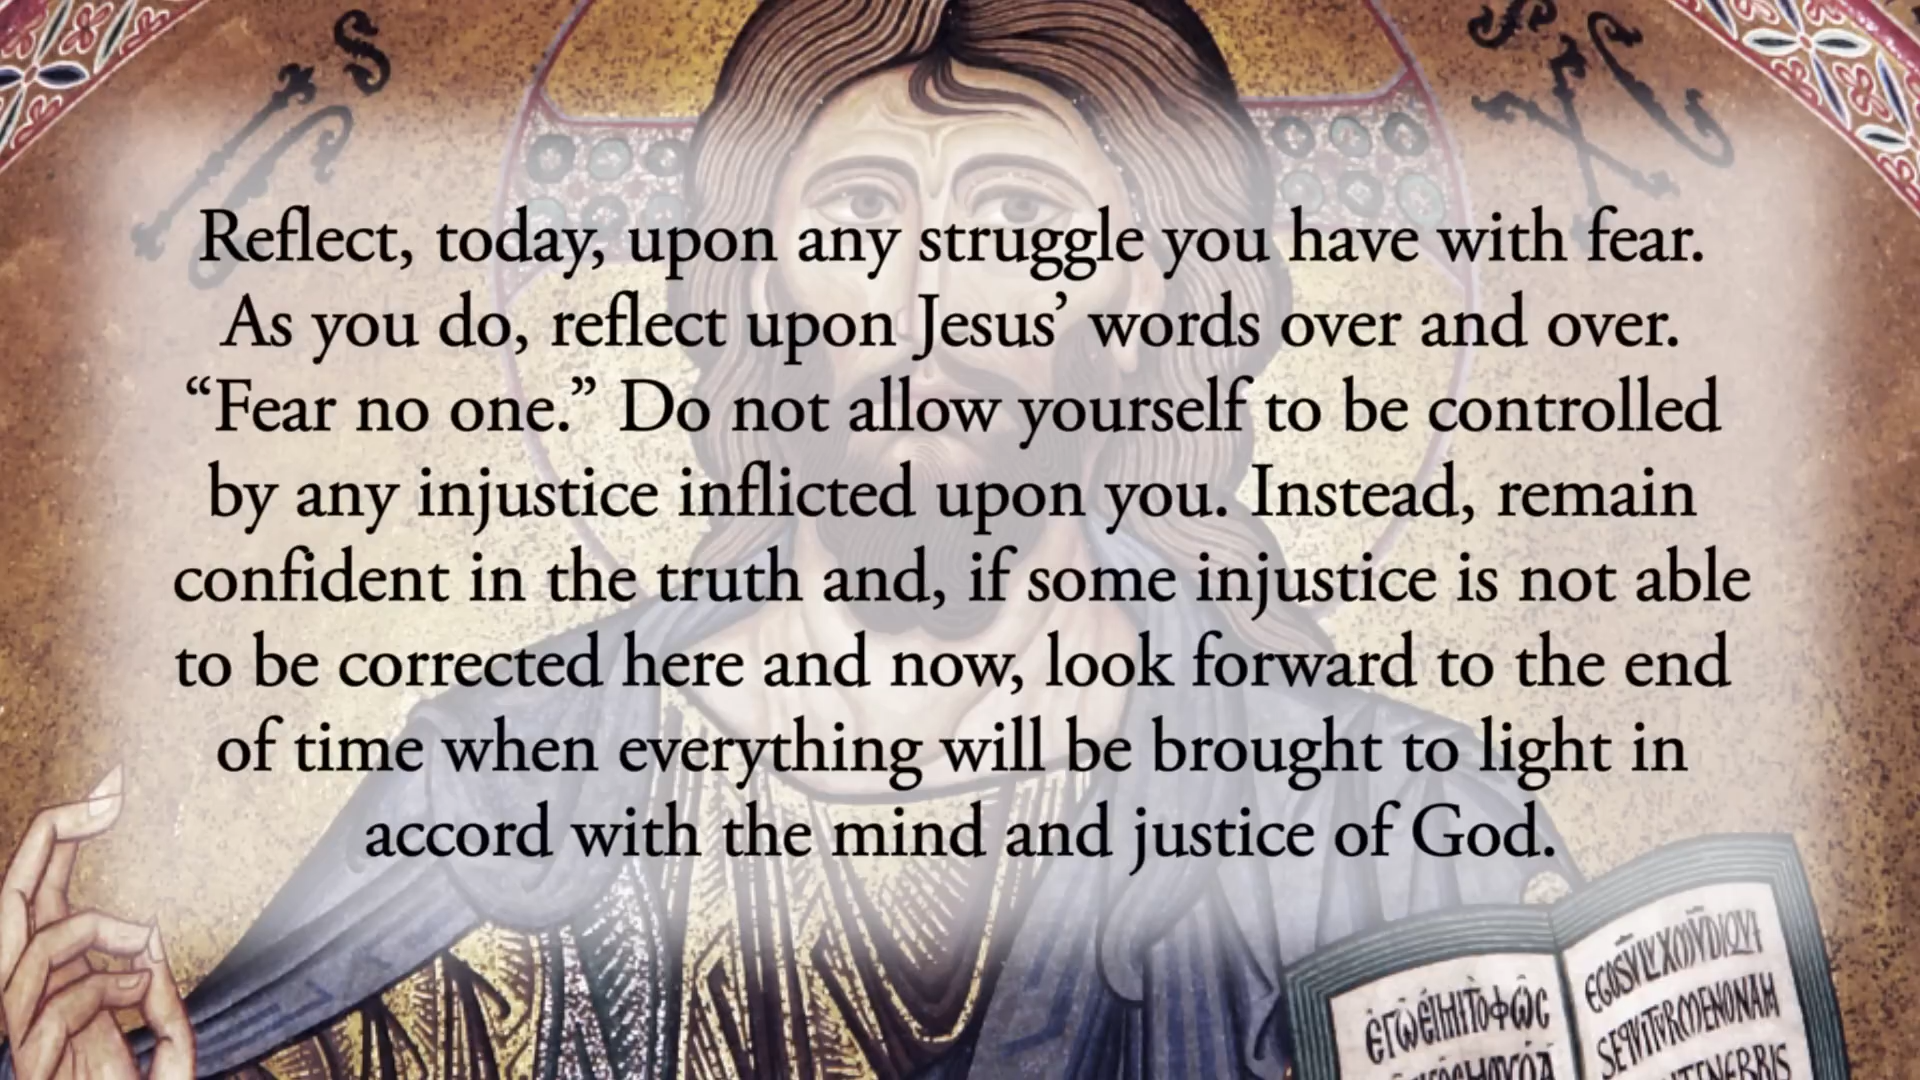 Reflect, today, upon any struggle you have with fear.
As you do, reflect upon Jesus’ words over and over.
“Fear no one.” Do not allow yourself to be controlled
by any injustice inflicted upon you. Instead, remain
confident in the truth and, if some injustice is not able
to be corrected here and now, look forward to the end
of time when everything will be brought to light in
accord with the mind and justice of God.